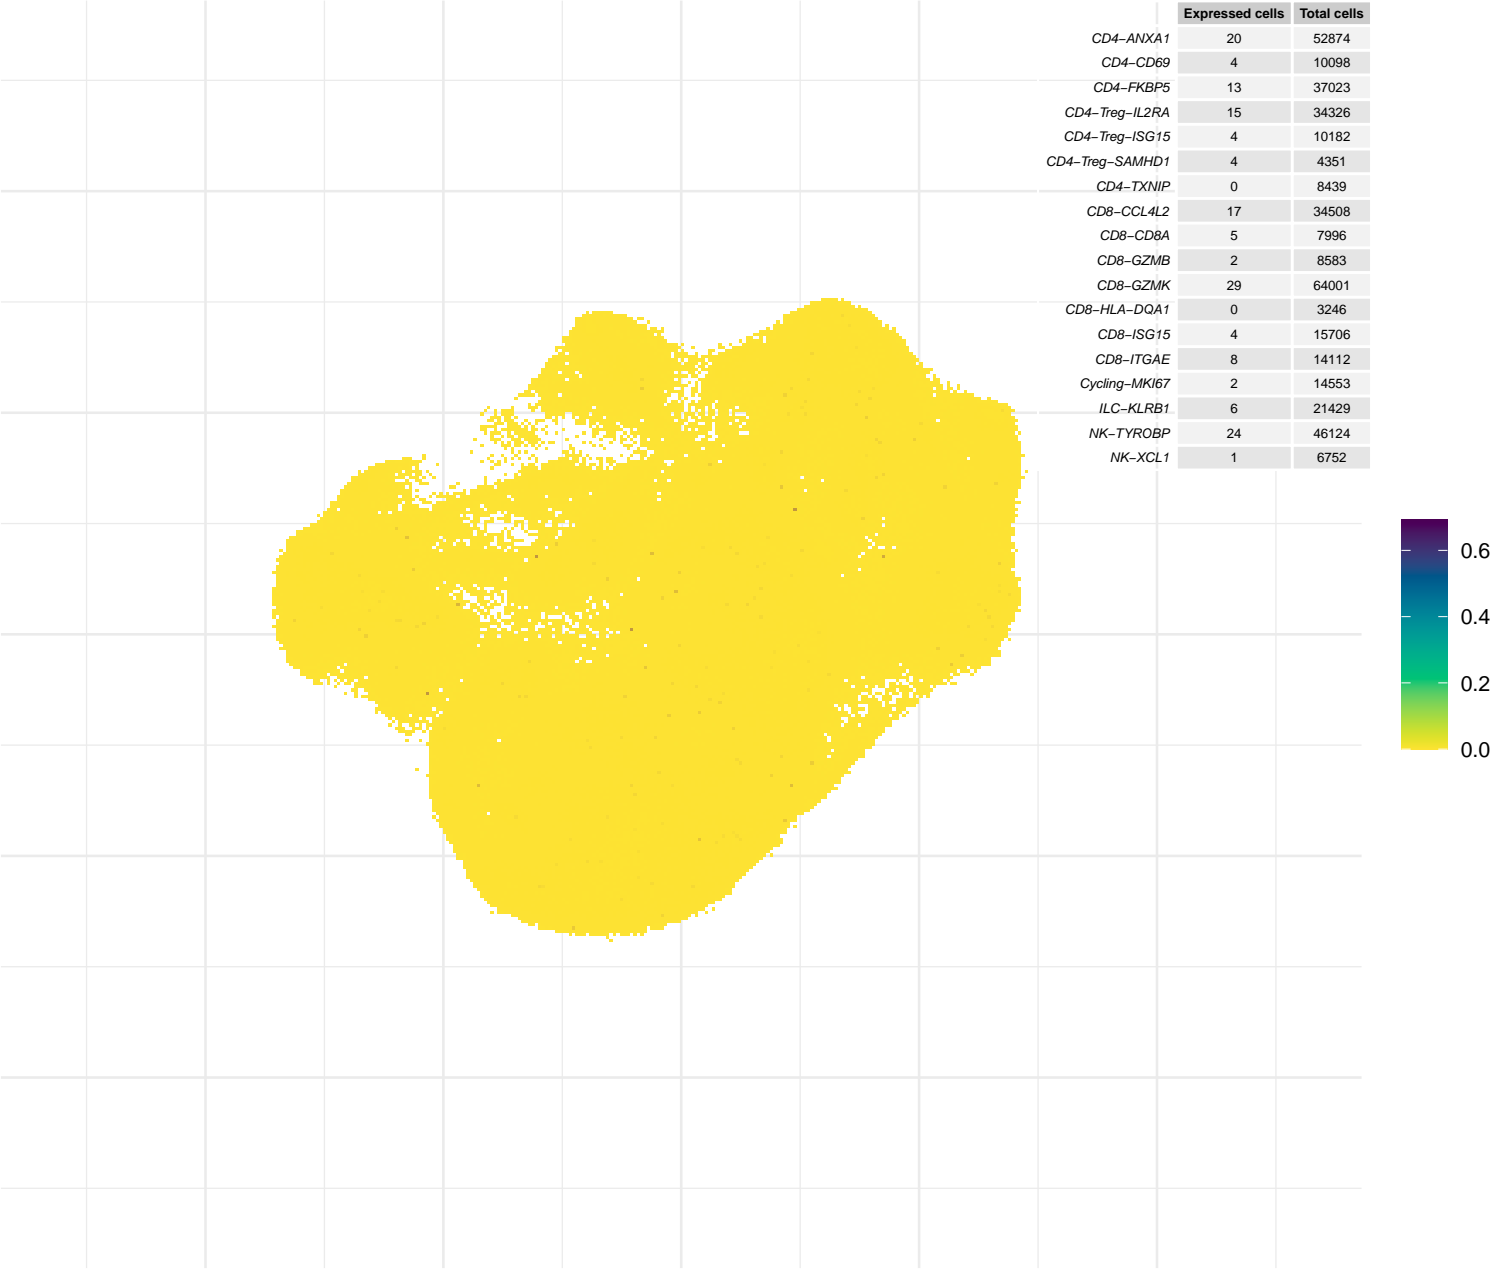 Expressed cells Total cells
CD4−ANXA1 20 52874
CD4−CD69 4 10098
CD4−FKBP5 13 37023
CD4−Treg−IL2RA 15 34326
CD4−Treg−ISG15 4 10182
CD4−Treg−SAMHD1 4 4351
CD4−TXNIP 0 8439
CD8−CCL4L2 17 34508
CD8−CD8A 5 7996
CD8−GZMB 2 8583
CD8−GZMK 29 64001
CD8−HLA−DQA1 0 3246
CD8−ISG15 4 15706
CD8−ITGAE 8 14112
Cycling−MKI67 2 14553
ILC−KLRB1 6 21429
NK−TYROBP 24 46124
NK−XCL1 1 6752
0.6
0.4
0.2
0.0